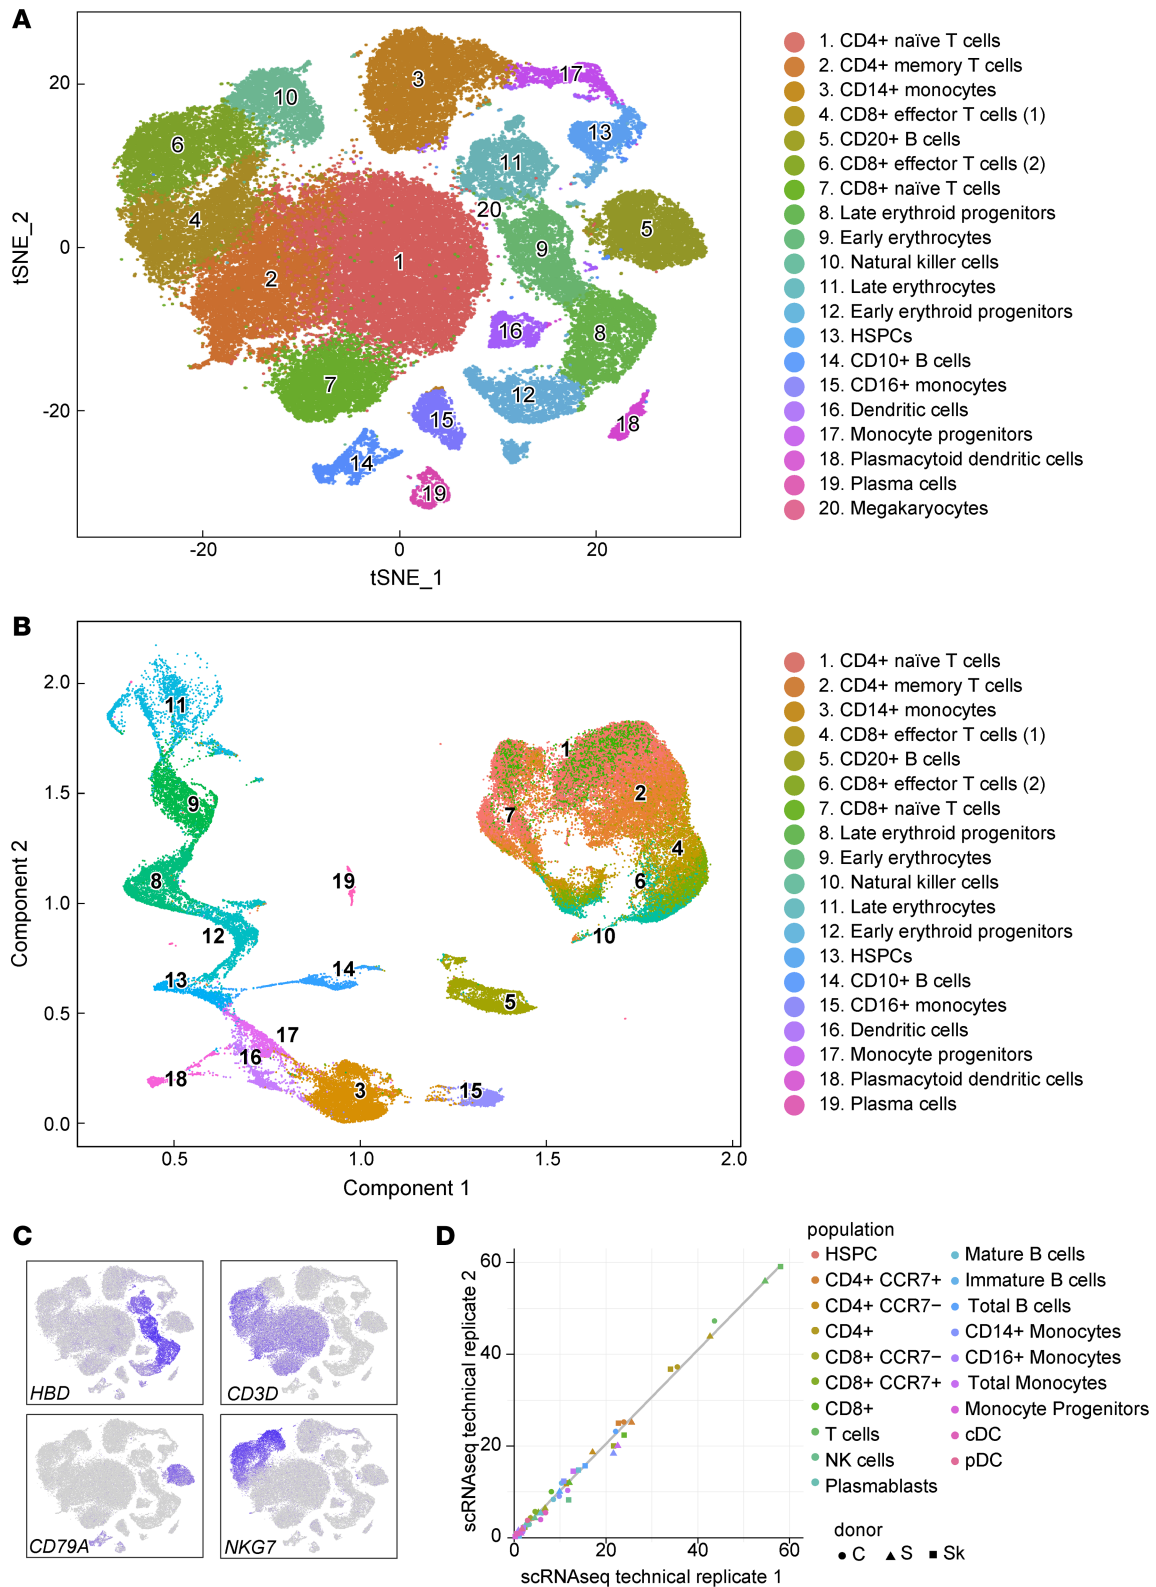 A
20
0
-20
tSNE_2
-20
0
20
tSNE_1
1
2
3
4
5
6
7
8
9
10
11
12
13
14
15
16
17
18
19
20
1. CD4+ naïve T cells
2. CD4+ memory T cells
3. CD14+ monocytes
4. CD8+ effector T cells (1)
5. CD20+ B cells
6. CD8+ effector T cells (2)
7. CD8+ naïve T cells
8. Late erythroid progenitors
9. Early erythrocytes
10. Natural killer cells
11. Late erythrocytes
12. Early erythroid progenitors
13. HSPCs
14. CD10+ B cells
15. CD16+ monocytes
16. Dendritic cells
17. Monocyte progenitors
18. Plasmacytoid dendritic cells
19. Plasma cells
20. Megakaryocytes
B
2.0
1.5
1.0
0.5
0.0
Component 2
0.5
1.0
1.5
2.0
Component 1
11
9
8
12
13
14
19
17
16
18
3
15
5
1
2
7
4
6
10
1. CD4+ naïve T cells
2. CD4+ memory T cells
3. CD14+ monocytes
4. CD8+ effector T cells (1)
5. CD20+ B cells
6. CD8+ effector T cells (2)
7. CD8+ naïve T cells
8. Late erythroid progenitors
9. Early erythrocytes
10. Natural killer cells
11. Late erythrocytes
12. Early erythroid progenitors
13. HSPCs
14. CD10+ B cells
15. CD16+ monocytes
16. Dendritic cells
17. Monocyte progenitors
18. Plasmacytoid dendritic cells
19. Plasma cells
C
HBD
CD3D
CD79A
NKG7
D
60
40
20
0
scRNAseq technical replicate 2
0
20
40
60
scRNAseq technical replicate 1
population
HSPC
CD4+ CCR7+
CD4+ CCR7−
CD4+
CD8+ CCR7−
CD8+ CCR7+
CD8+
T cells
NK cells
Plasmablasts
Mature B cells
Immature B cells
Total B cells
CD14+ Monocytes
CD16+ Monocytes
Total Monocytes
Monocyte Progenitors
cDC
pDC
donor
C S Sk